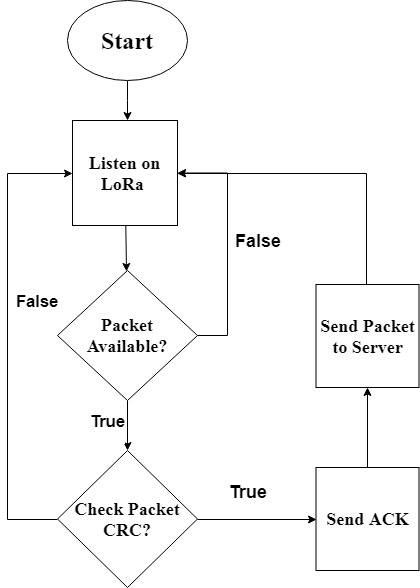 Start
Listen on
LoRa
False
False
Packet
Available?
Send Packet
to Server
True
Check Packet
CRC?
True
Send ACK